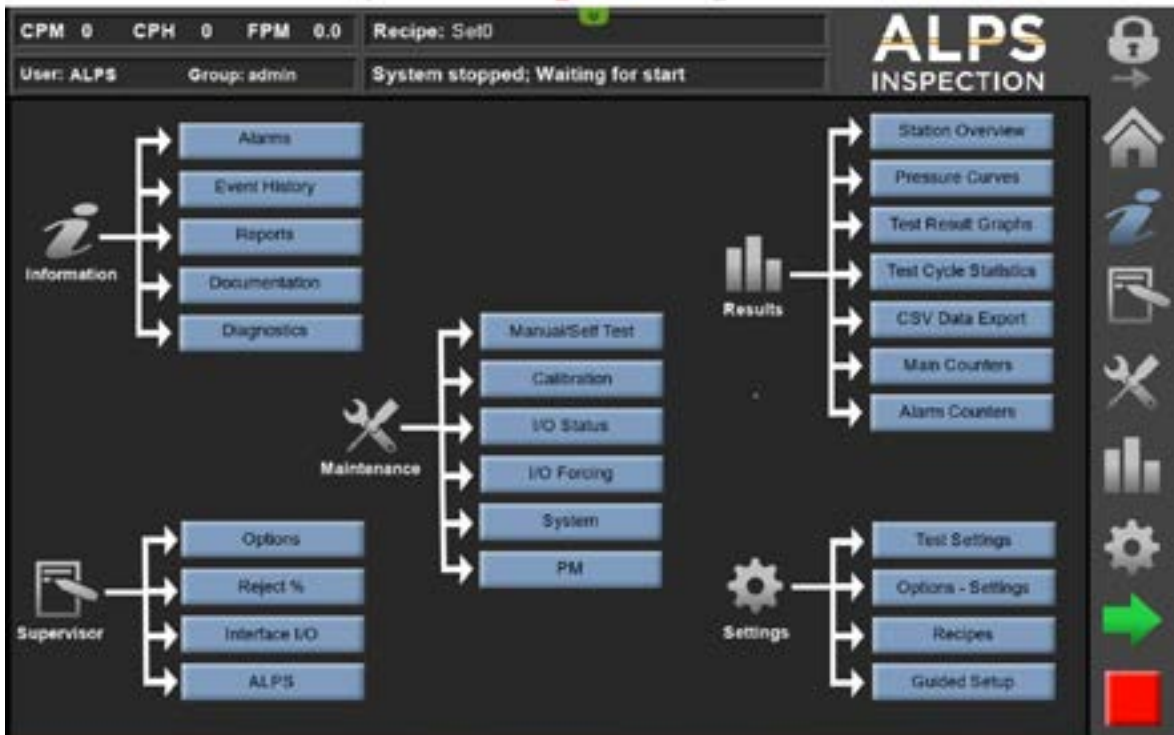 CPM 0 CPH 0 FPM 0.0
Recipe: Set0
User: ALPS Group: admin
System stopped; Waiting for start
ALPS
INSPECTION
Information
Alarms
Event History
Reports
Documentation
Diagnostics
Maintenance
Manual/Self Test
Calibration
I/O Status
I/O Forcing
System
PM
Supervisor
Options
Reject %
Interface I/O
ALPS
Results
Station Overview
Pressure Curves
Test Result Graphs
Test Cycle Statistics
CSV Data Export
Main Counters
Alarm Counters
Settings
Test Settings
Options - Settings
Recipes
Guided Setup